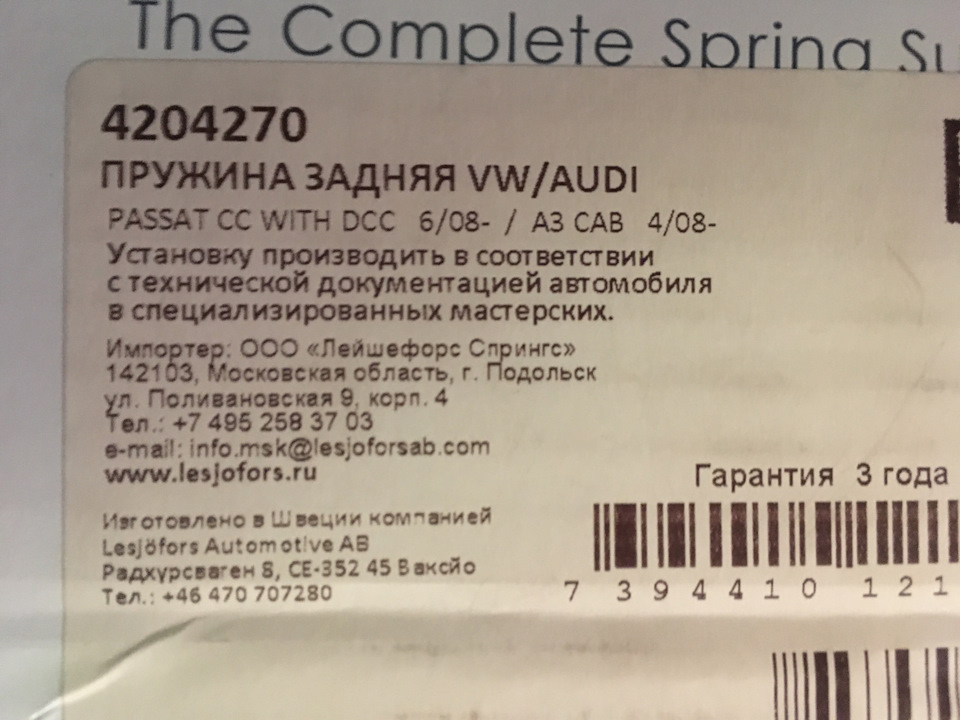 The Complete Spring Su
4204270
ПРУЖИНА ЗАДНЯЯ VW/AUDI
PASSAT CC WITH DCC 6/08- / A3 CAB 4/08-
Установку производить в соответствии
с технической документацией автомобиля
в специализированных мастерских.
Импортер: ООО «Лейшефорс Спрингс»
142103, Московская область, г. Подольск
ул. Поливановская 9, корп. 4
Тел.: +7 495 258 37 03
e-mail: info.msk@lesjoforsab.com
www.lesjofors.ru
Гарантия 3 года
Изготовлено в Швеции компанией
Lesjöfors Automotive AB
Радхурсваген 8, CE-352 45 Ваксйо
Тел.: +46 470 707280
7 394410 121